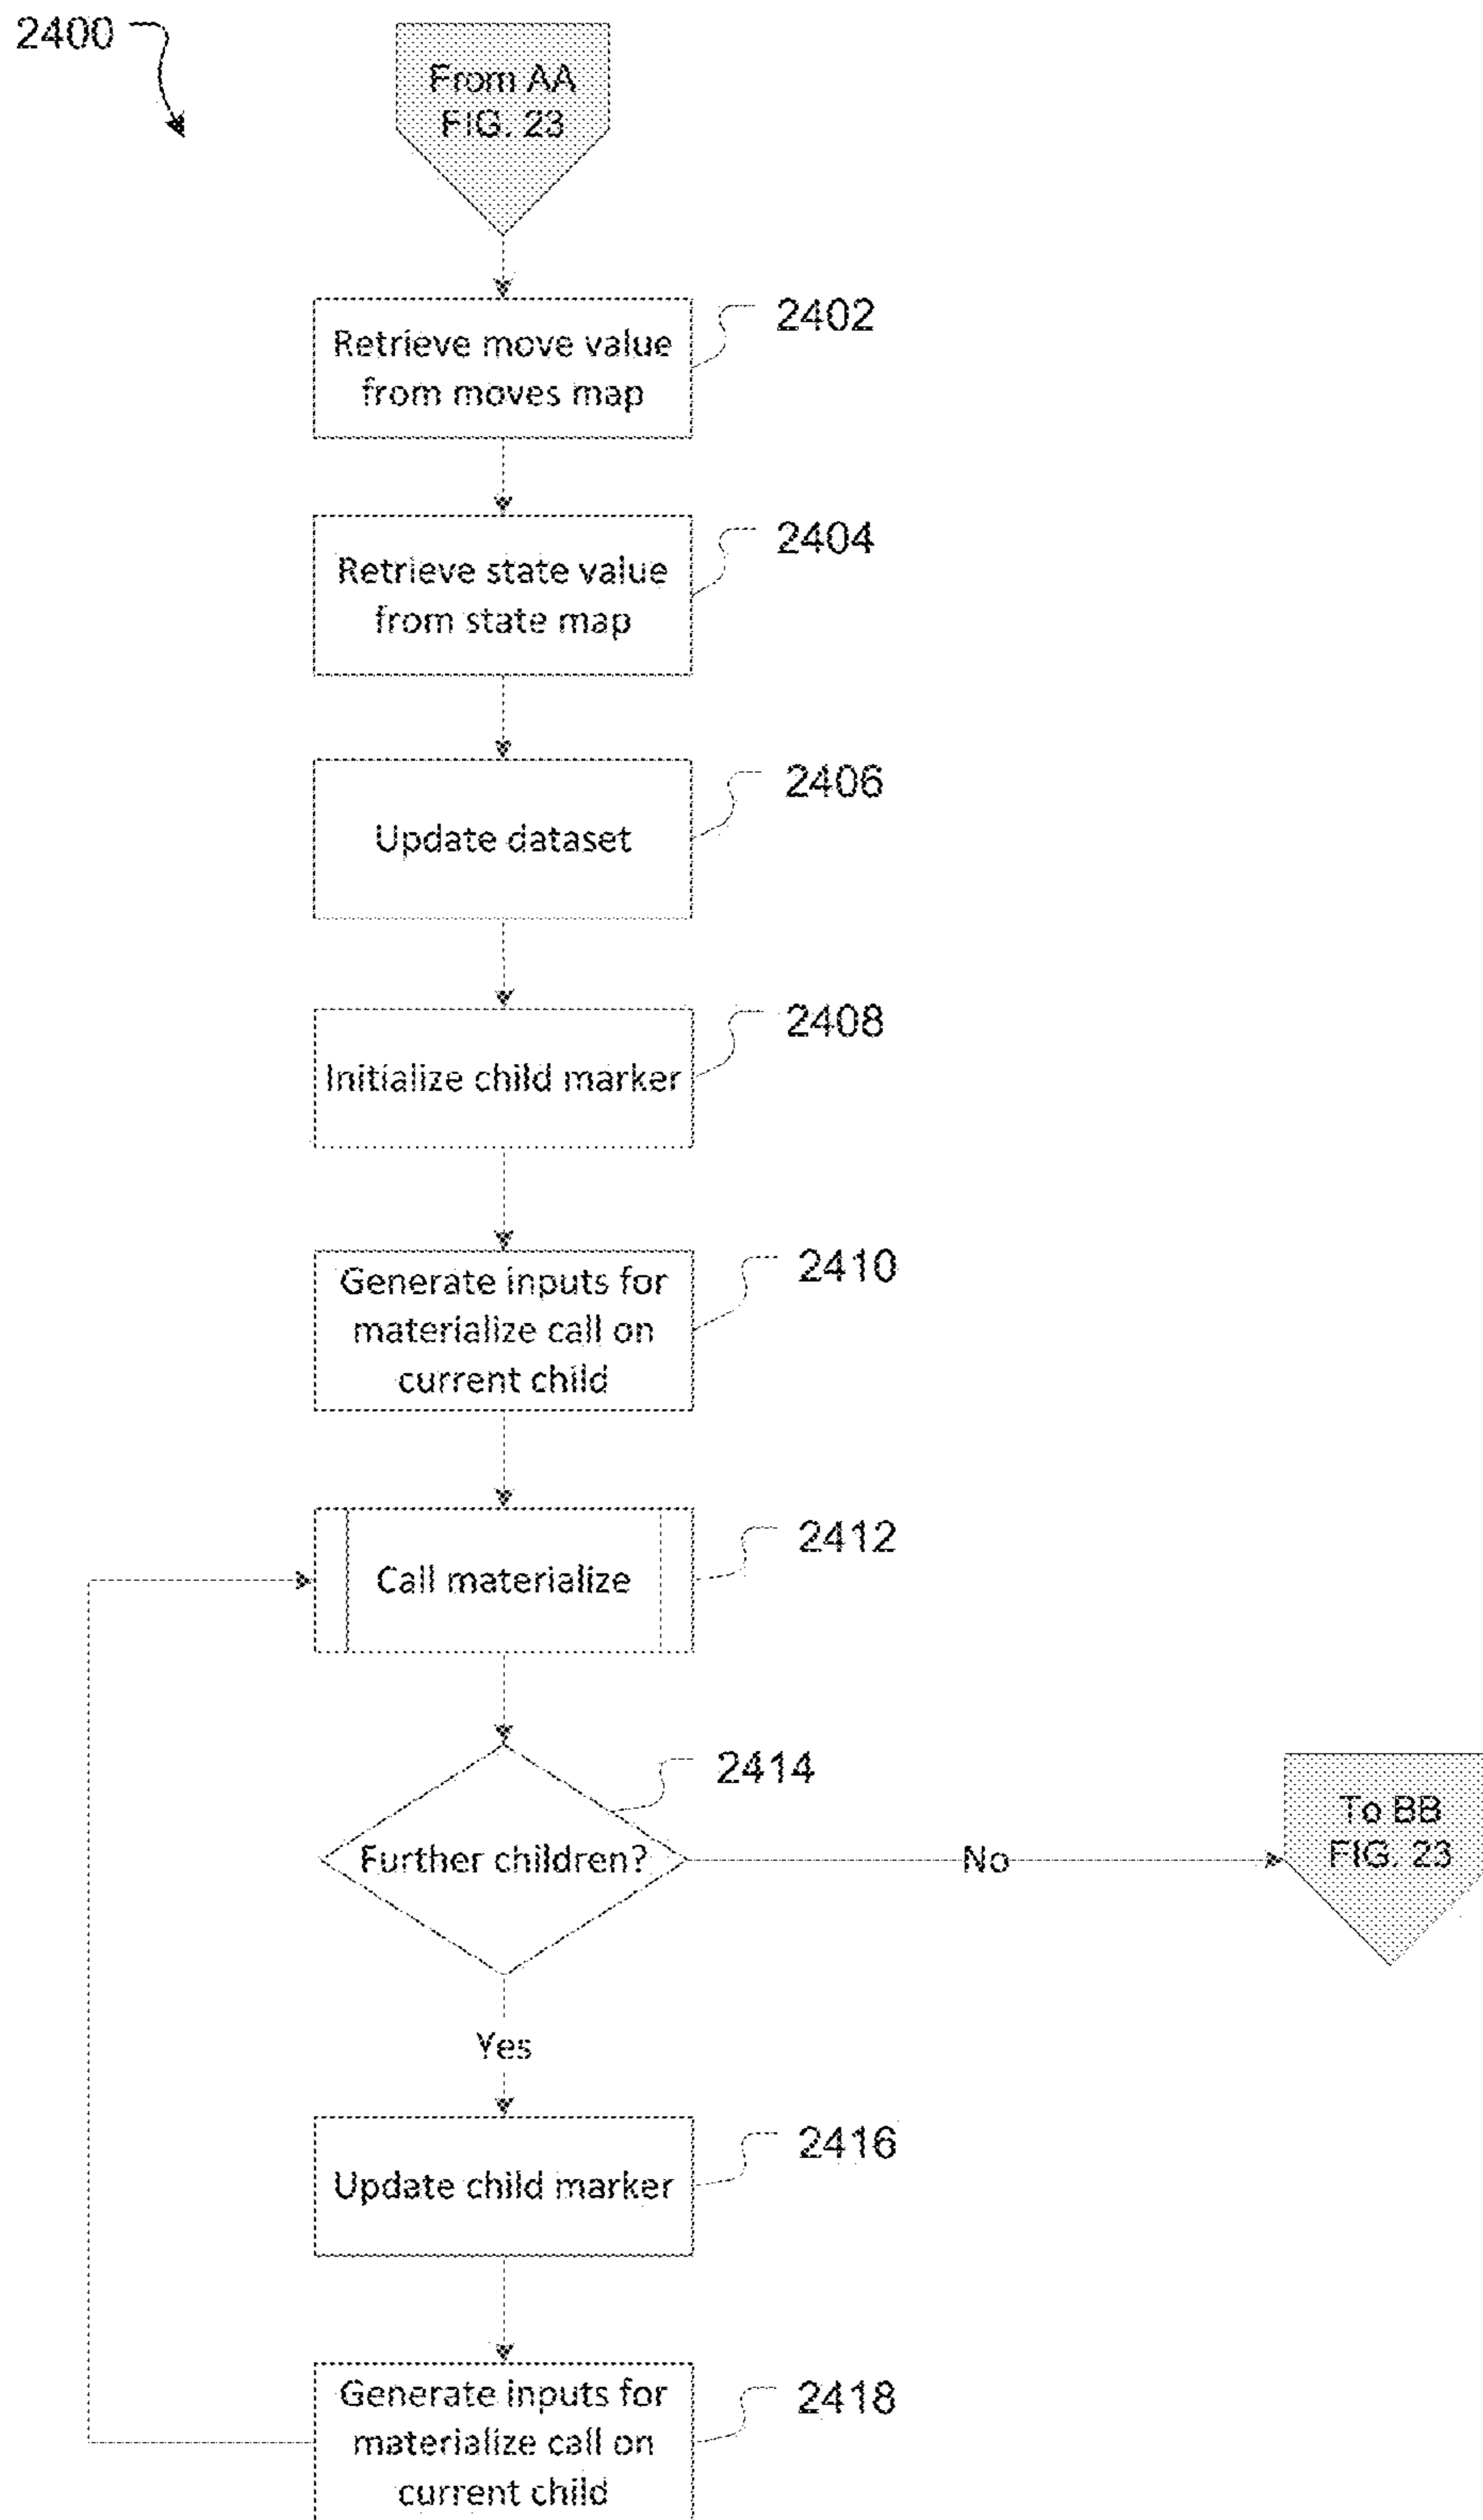 2400
From AA
FIG. 23
Retrieve move value
from moves map
2402
Retrieve state value
from state map
2404
Update dataset
2406
Initialize child marker
2408
Generate inputs for
materialize call on
current child
2410
Call materialize
2412
Further children?
2414
No
To BB
FIG. 23
Yes
Update child marker
2416
Generate inputs for
materialize call on
current child
2418